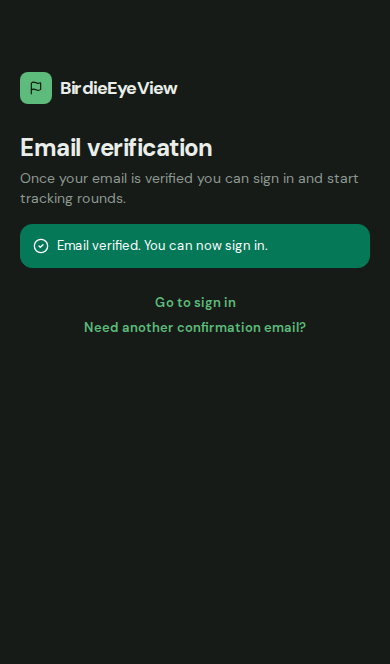 BirdieEyeView
Email verification
Once your email is verified you can sign in and start
tracking rounds.
Email verified. You can now sign in.
Go to sign in
Need another confirmation email?